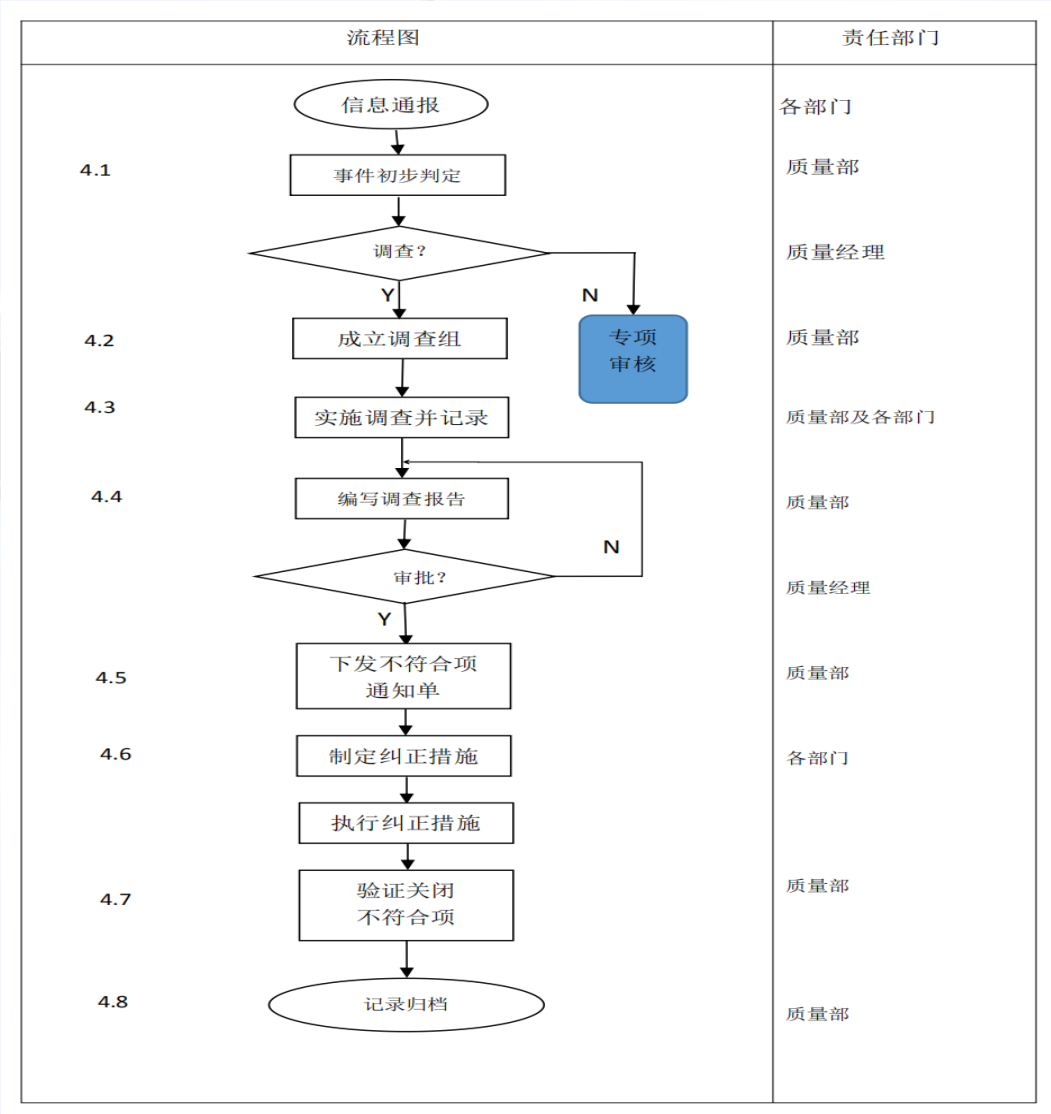 流程图
责任部门
信息通报
各部门
4.1
事件初步判定
质量部
调查?
质量经理
Y
N
4.2
成立调查组
专项
审核
质量部
4.3
实施调查并记录
质量部及各部门
4.4
编写调查报告
质量部
N
审批?
质量经理
Y
4.5
下发不符合项
通知单
质量部
4.6
制定纠正措施
各部门
执行纠正措施
4.7
验证关闭
不符合项
质量部
4.8
记录归档
质量部